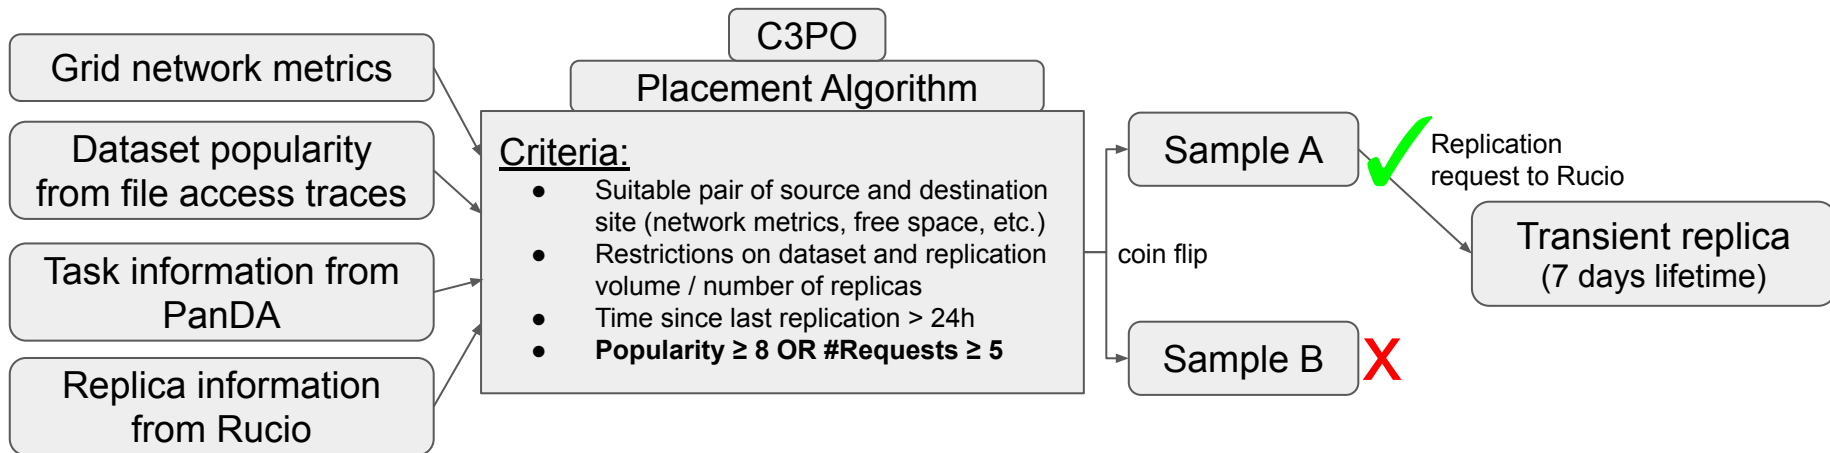 Grid network metrics
Dataset popularity
from file access traces
Task information from
PanDA
Replica information
from Rucio
C3PO
Placement Algorithm
Criteria:
● Suitable pair of source and destination
site (network metrics, free space, etc.)
● Restrictions on dataset and replication
volume / number of replicas
● Time since last replication > 24h
● Popularity ≥ 8 OR #Requests ≥ 5
coin flip
Sample A
Replication
request to Rucio
Transient replica
(7 days lifetime)
Sample B
X